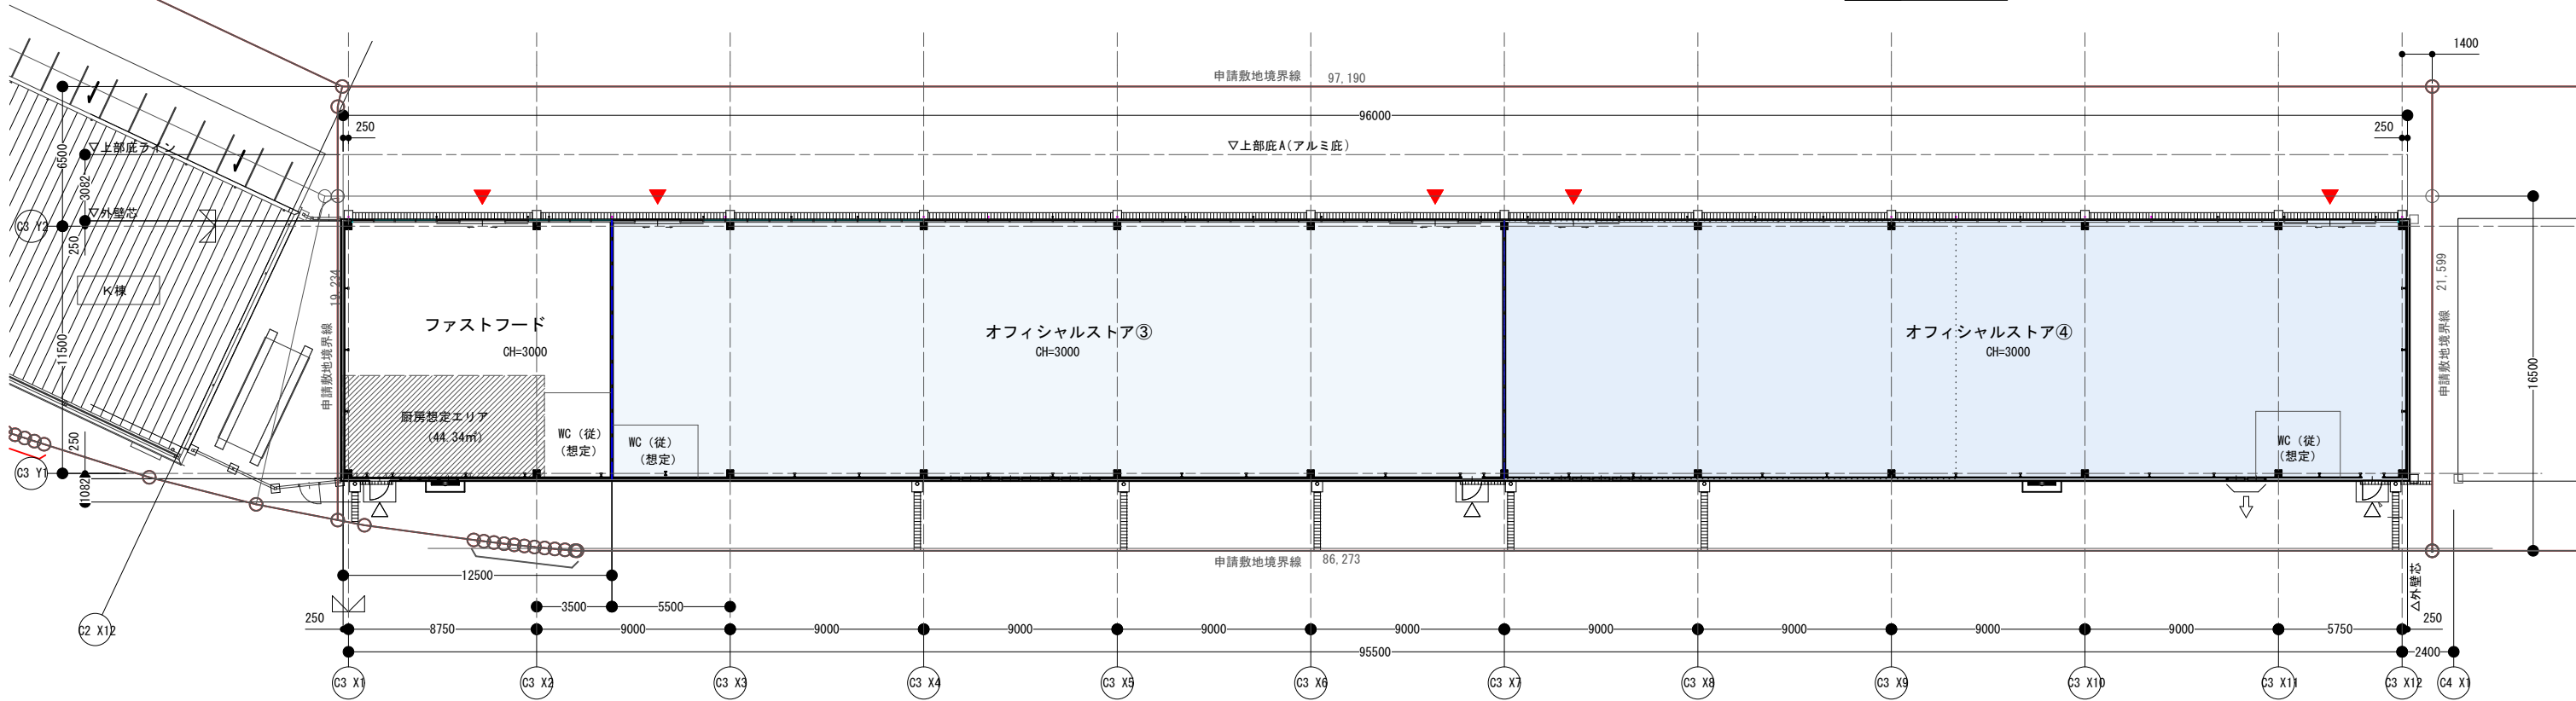 1400
申請敷地境界線 97,190
96000
250
250
▽上部庇ライン
▽上部庇A(アルミ庇)
6500
3082
▽外壁芯
C3 Y2
250
K棟
19,234
申請敷地境界線
21,599
申請敷地境界線
ファストフード
CH=3000
オフィシャルストア③
CH=3000
オフィシャルストア④
CH=3000
11500
16500
厨房想定エリア
(44.34㎡)
WC (従)
(想定)
WC (従)
(想定)
WC (従)
(想定)
250
C3 Y1
1082
申請敷地境界線 86,273
12500
△外壁芯
3500
5500
250
8750
9000
9000
9000
9000
9000
9000
9000
9000
9000
5750
250
C2 X12
95500
2400
C3 X1
C3 X2
C3 X3
C3 X4
C3 X5
C3 X6
C3 X7
C3 X8
C3 X9
C3 X10
C3 X11
C3 X12
C4 X1